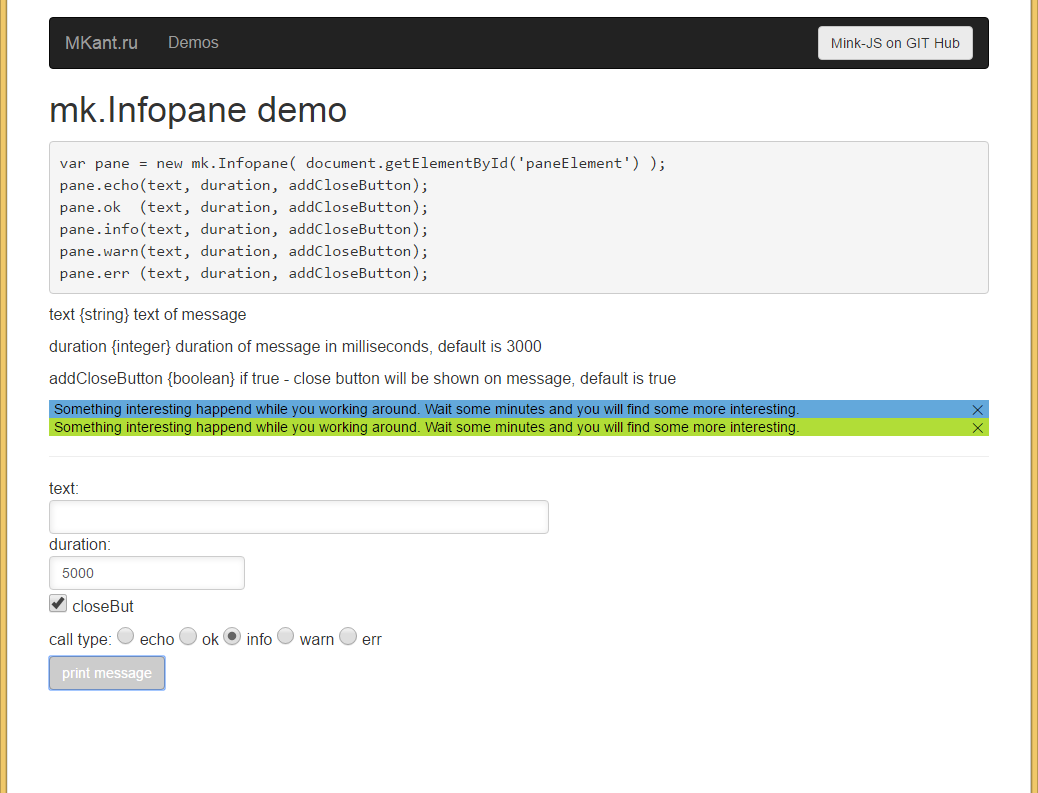 MKant.ru Demos Mink-JS on GIT Hub
mk.Infopane demo
var pane = new mk.Infopane( document.getElementById('paneElement') );
pane.echo(text, duration, addCloseButton);
pane.ok  (text, duration, addCloseButton);
pane.info(text, duration, addCloseButton);
pane.warn(text, duration, addCloseButton);
pane.err (text, duration, addCloseButton);
text {string} text of message
duration {integer} duration of message in milliseconds, default is 3000
addCloseButton {boolean} if true - close button will be shown on message, default is true
Something interesting happend while you working around. Wait some minutes and you will find some more interesting.
Something interesting happend while you working around. Wait some minutes and you will find some more interesting.
text:
duration:
5000
closeBut
call type: echo ok info warn err
print message